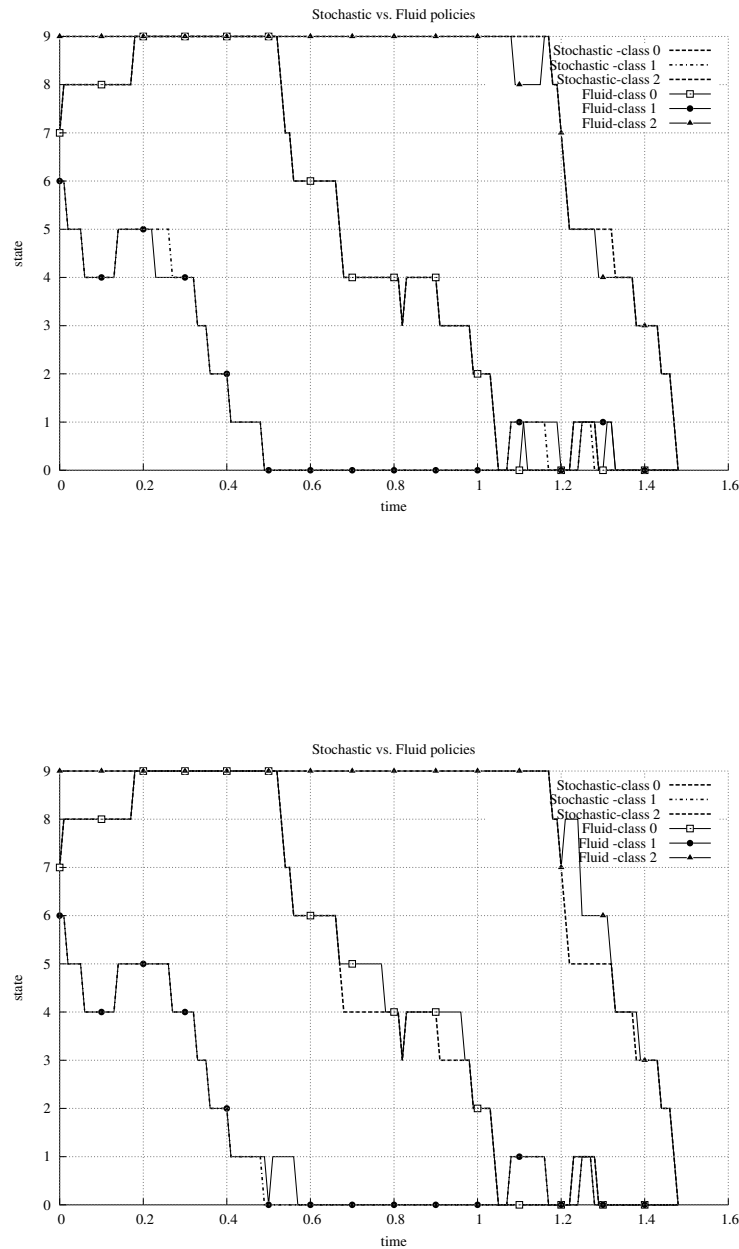 Stochastic vs. Fluid policies
9
8
7
6
5
4
3
2
1
0
state
Stochastic -class 0
Stochastic -class 1
Stochastic-class 2
Fluid-class 0
Fluid-class 1
Fluid-class 2
0 0.2 0.4 0.6 0.8 1 1.2 1.4 1.6
time
Stochastic vs. Fluid policies
9
8
7
6
5
4
3
2
1
0
state
Stochastic-class 0
Stochastic -class 1
Stochastic-class 2
Fluid-class 0
Fluid -class 1
Fluid -class 2
0 0.2 0.4 0.6 0.8 1 1.2 1.4 1.6
time